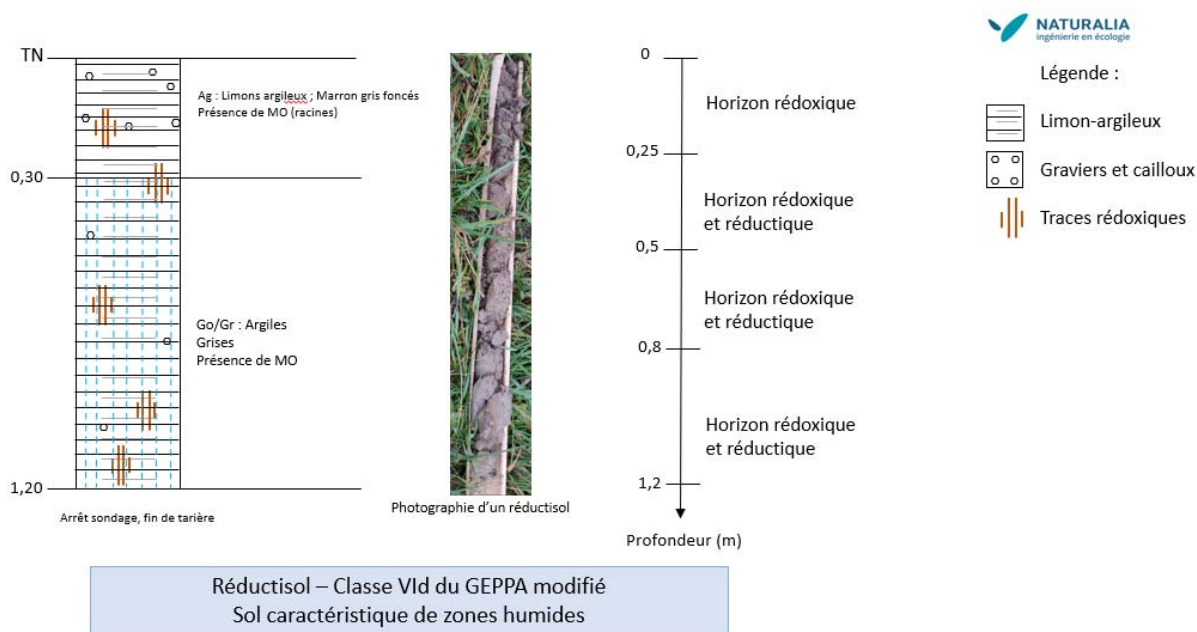 NATURALIA
ingénierie en écologie
TN
Ag : Limons argileux ; Marron gris foncés
Présence de MO (racines)
0,30
Go/Gr : Argiles
Grises
Présence de MO
1,20
Arrêt sondage, fin de tarière
Photographie d'un réductisol
0
Horizon rédoxique
0,25
Horizon rédoxique
et réductique
0,5
Horizon rédoxique
et réductique
0,8
Horizon rédoxique
et réductique
1,2
Profondeur (m)
Légende :
Limon-argileux
Graviers et cailloux
Traces rédoxiques
Réductisol – Classe VId du GEPPA modifié
Sol caractéristique de zones humides